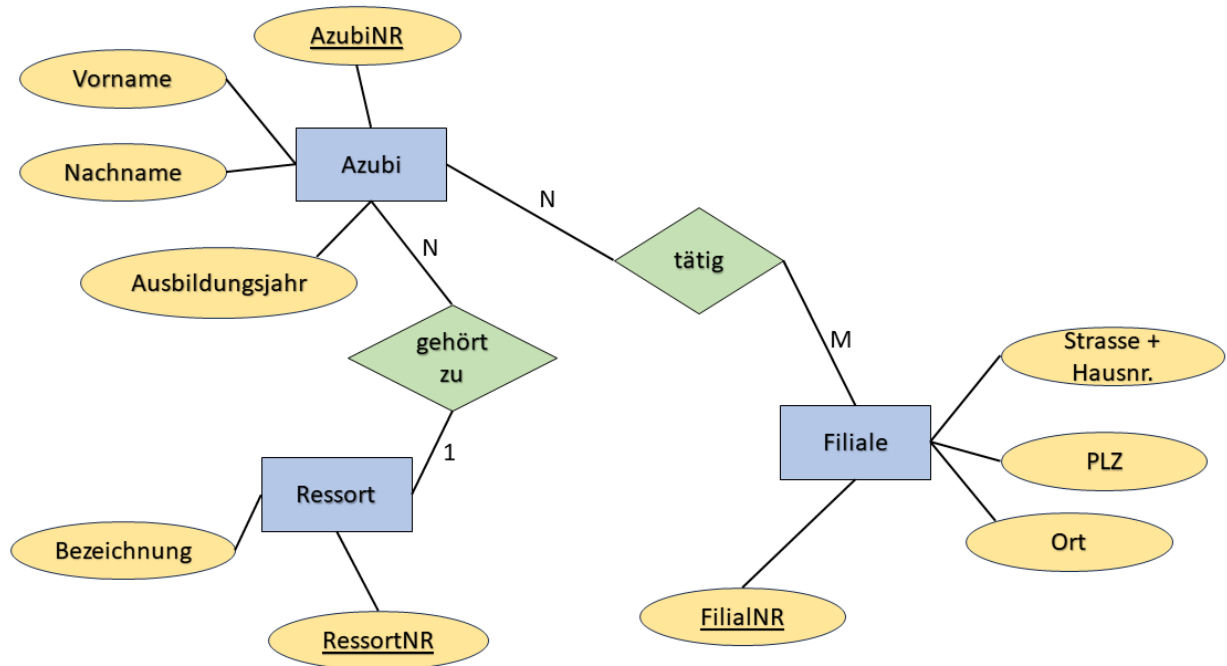 AzubiNR
Vorname
Nachname
Azubi
Ausbildungsjahr
N
N
tätig
gehört
zu
M
1
Strasse +
Hausnr.
Filiale
PLZ
Ort
Ressort
Bezeichnung
RessortNR
FilialNR